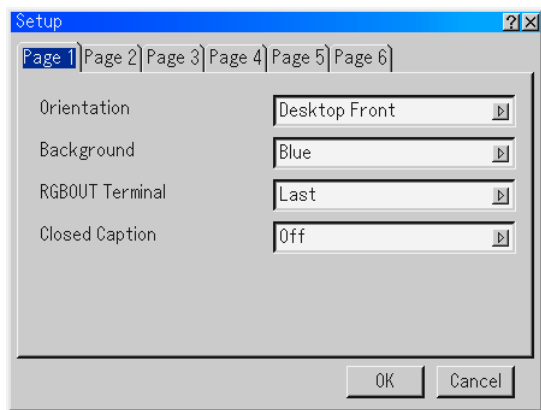 Setup ? ×
Page 1 Page 2 Page 3 Page 4 Page 5 Page 6
Orientation Desktop Front
Background Blue
RGBOUT Terminal Last
Closed Caption Off
OK Cancel